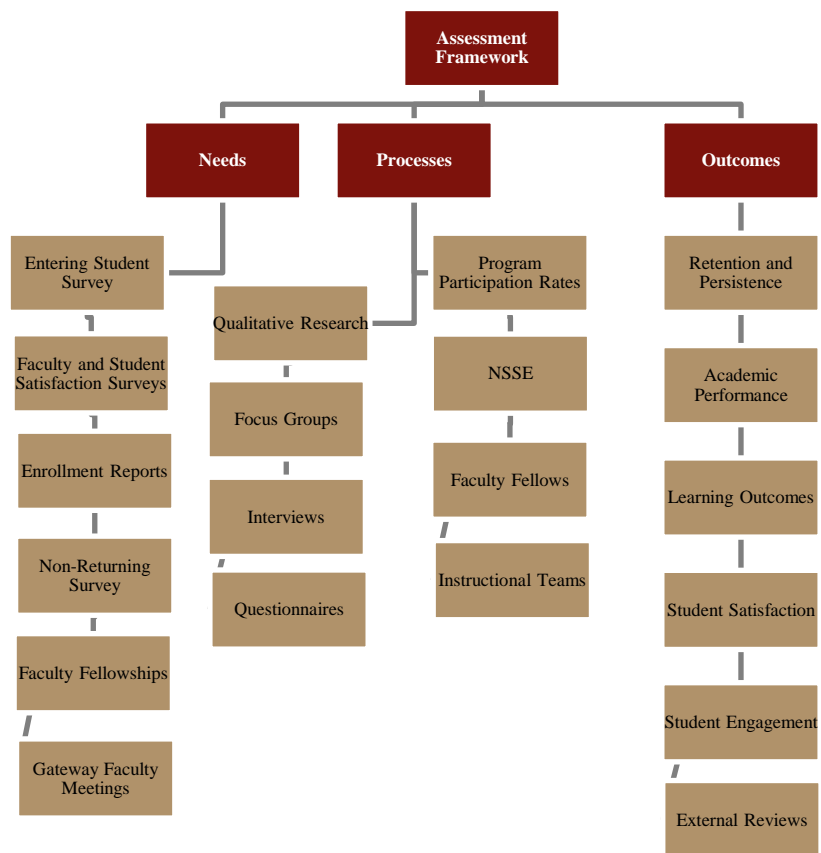 Assessment
Framework
Needs
Processes
Outcomes
Entering Student
Survey
Faculty and Student
Satisfaction Surveys
Enrollment Reports
Non-Returning
Survey
Faculty Fellowships
Gateway Faculty
Meetings
Qualitative Research
Focus Groups
Interviews
Questionnaires
Program
Participation Rates
NSSE
Faculty Fellows
Instructional Teams
Retention and
Persistence
Academic
Performance
Learning Outcomes
Student Satisfaction
Student Engagement
External Reviews